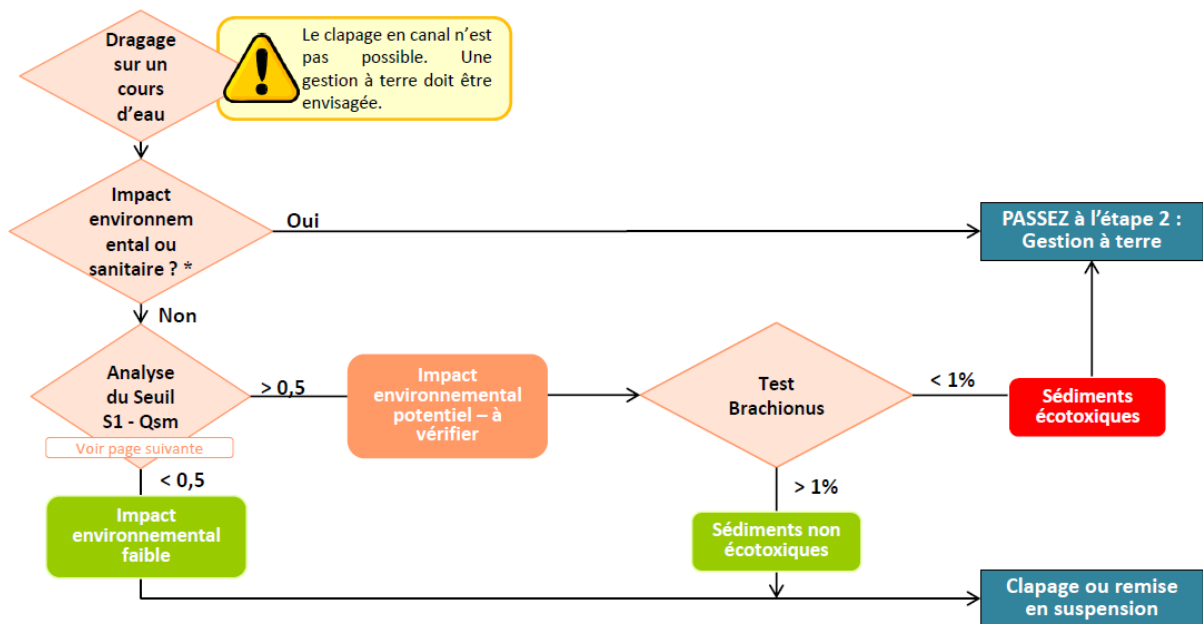 Dragage
sur un
cours
d’eau
Le clapage en canal n’est
pas possible. Une
gestion à terre doit être
envisagée.
Impact
environnem
ental ou
sanitaire ? *
Oui
PASSEZ à l’étape 2 :
Gestion à terre
Non
Analyse
du Seuil
S1 - Qsm
Voir page suivante
> 0,5
Impact
environnemental
potentiel – à
vérifier
Test
Brachionus
< 1%
Sédiments
écotoxiques
< 0,5
Impact
environnemental
faible
> 1%
Sédiments non
écotoxiques
Clapage ou remise
en suspension